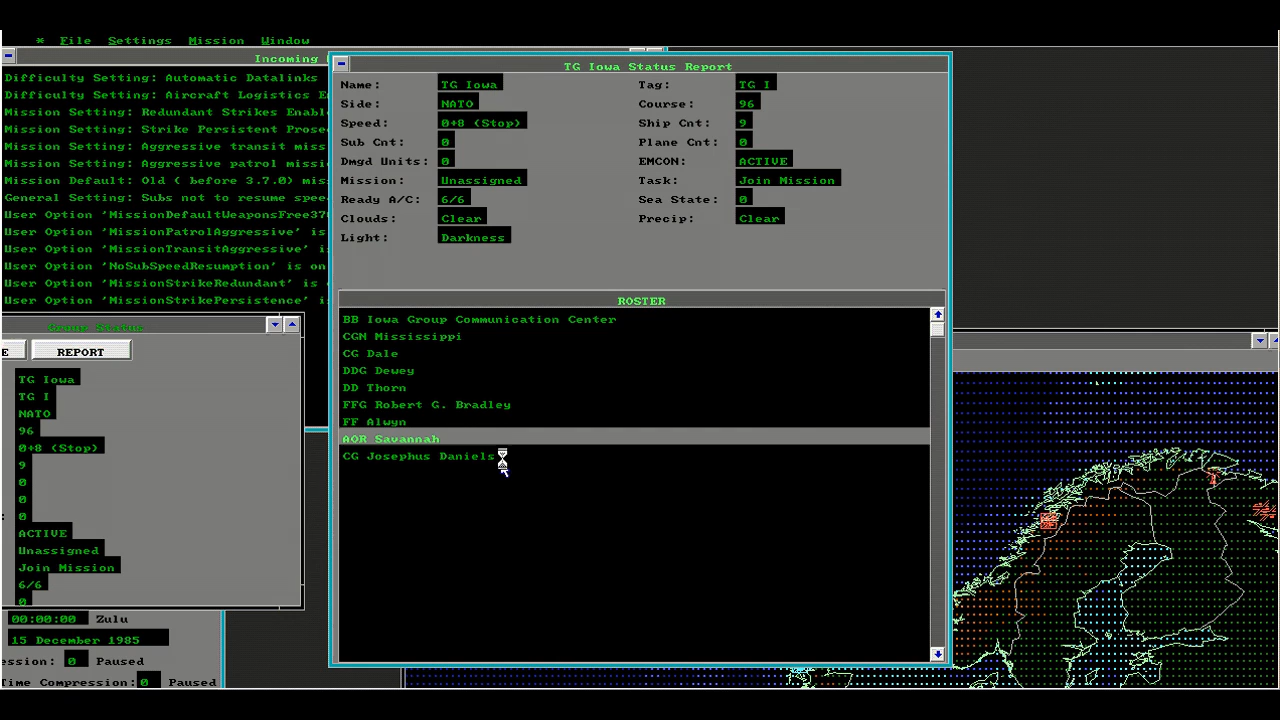 * File Settings Mission Window
Incoming
Difficulty Setting: Automatic Datalinks
Difficulty Setting: Aircraft Logistics E
Mission Setting: Redundant Strikes Enabl
Mission Setting: Strike Persistent Prose
Mission Setting: Aggressive transit miss
Mission Setting: Aggressive patrol missi
Mission Default: Old ( before 3.7.0) mis
General Setting: Subs not to resume spee
User Option 'MissionDefaultWeaponsFree370
User Option 'MissionPatrolAggressive' is
User Option 'MissionTransitAggressive' i
User Option 'NoSubSpeedResumption' is on
User Option 'MissionStrikeRedundant' is
User Option 'MissionStrikePersistence' i
TG Iowa Status Report
Name: TG Iowa Tag: TG I
Side: NATO Course: 96
Speed: 0+8 (Stop) Ship Cnt: 9
Sub Cnt: 0 Plane Cnt: 0
Dmgd Units: 0 EMCON: ACTIVE
Mission: Unassigned Task: Join Mission
Ready A/C: 6/6 Sea State: 0
Clouds: Clear Precip: Clear
Light: Darkness
ROSTER
BB Iowa Group Communication Center
CGN Mississippi
CG Dale
DDG Dewey
DD Thorn
FFG Robert G. Bradley
FF Alwyn
AOR Savannah
CG Josephus Daniels
Group Status
E REPORT
TG Iowa
TG I
NATO
96
0+8 (Stop)
9
0
0
0
ACTIVE
Unassigned
Join Mission
6/6
0
00:00:00 Zulu
15 December 1985
ession: 0 Paused
Time Compression: 0 Paused